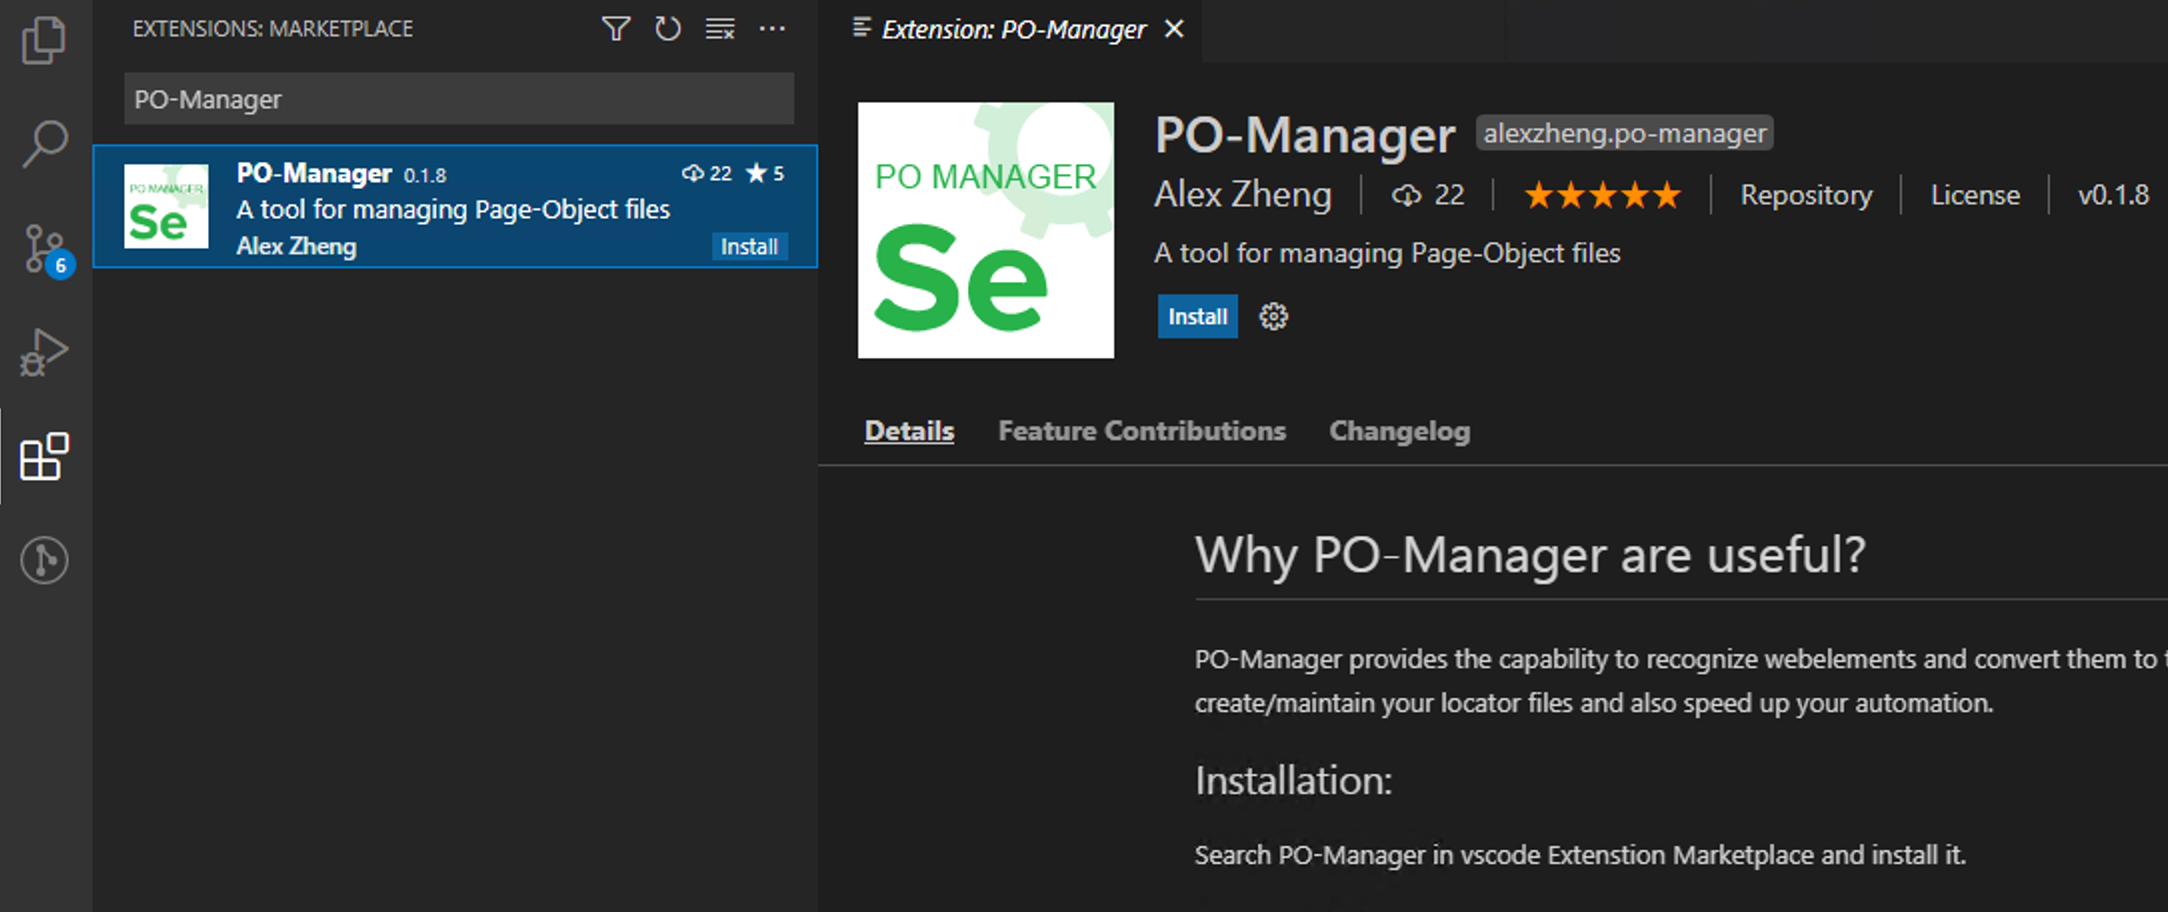 EXTENSIONS: MARKETPLACE
PO-Manager
PO MANAGER
Se
PO-Manager 0.1.8 22 5
A tool for managing Page-Object files
Alex Zheng Install
6
Extension: PO-Manager
PO MANAGER
Se
PO-Manager alexzheng.po-manager
Alex Zheng 22 Repository License v0.1.8
A tool for managing Page-Object files
Install
Details Feature Contributions Changelog
Why PO-Manager are useful?
PO-Manager provides the capability to recognize webelements and convert them to
create/maintain your locator files and also speed up your automation.
Installation:
Search PO-Manager in vscode Extenstion Marketplace and install it.